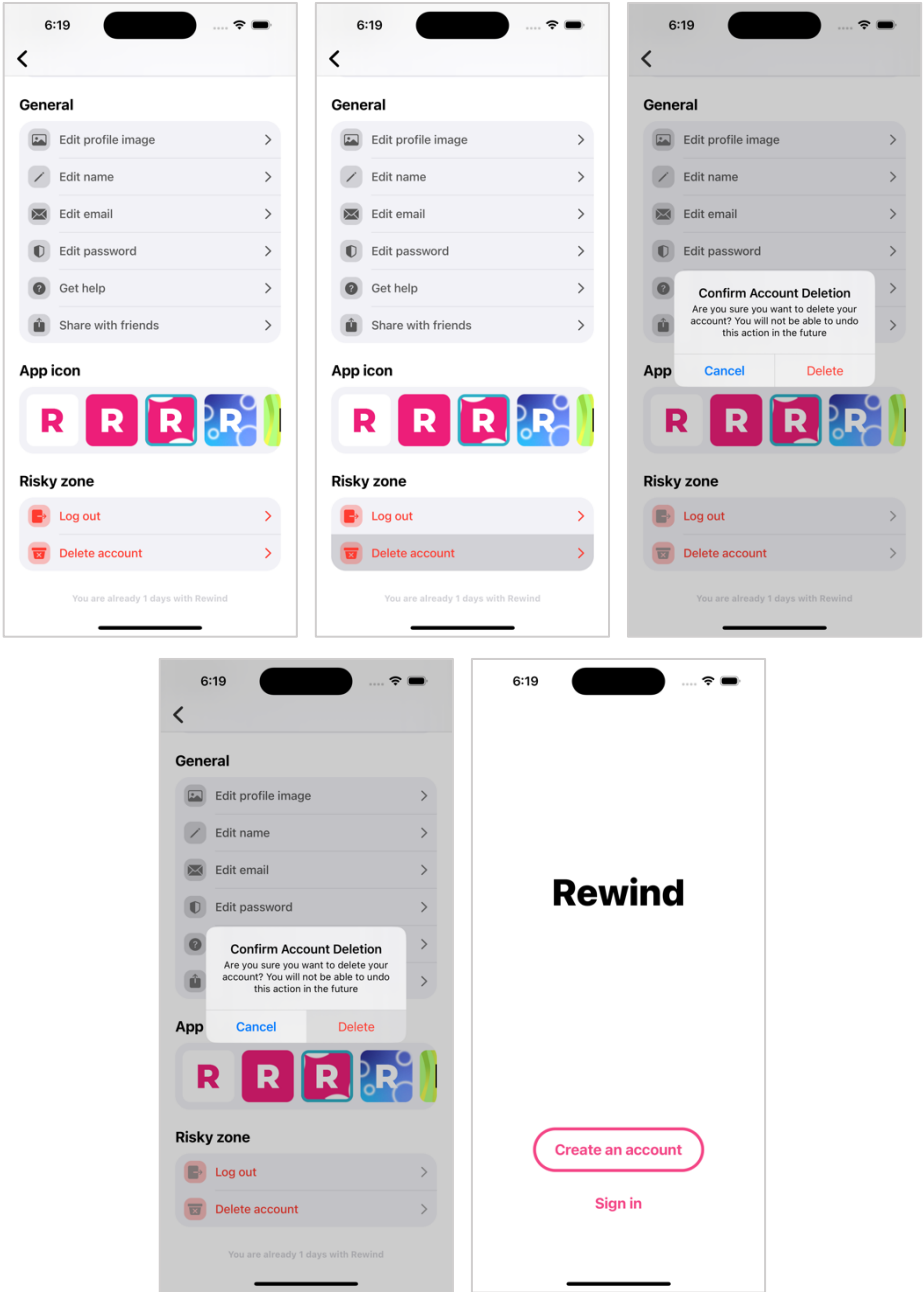 6:19
General
Edit profile image
Edit name
Edit email
Edit password
Get help
Share with friends
App icon
R R R R
Risky zone
Log out
Delete account
You are already 1 days with Rewind
6:19
General
Edit profile image
Edit name
Edit email
Edit password
Get help
Share with friends
App icon
R R R R
Risky zone
Log out
Delete account
You are already 1 days with Rewind
6:19
General
Edit profile image
Edit name
Edit email
Edit password
Confirm Account Deletion
Are you sure you want to delete your
account? You will not be able to undo
this action in the future
Cancel Delete
App
R R R R
Risky zone
Log out
Delete account
You are already 1 days with Rewind
6:19
General
Edit profile image
Edit name
Edit email
Edit password
Confirm Account Deletion
Are you sure you want to delete your
account? You will not be able to undo
this action in the future
Cancel Delete
App
R R R R
Risky zone
Log out
Delete account
You are already 1 days with Rewind
6:19
Rewind
Create an account
Sign in